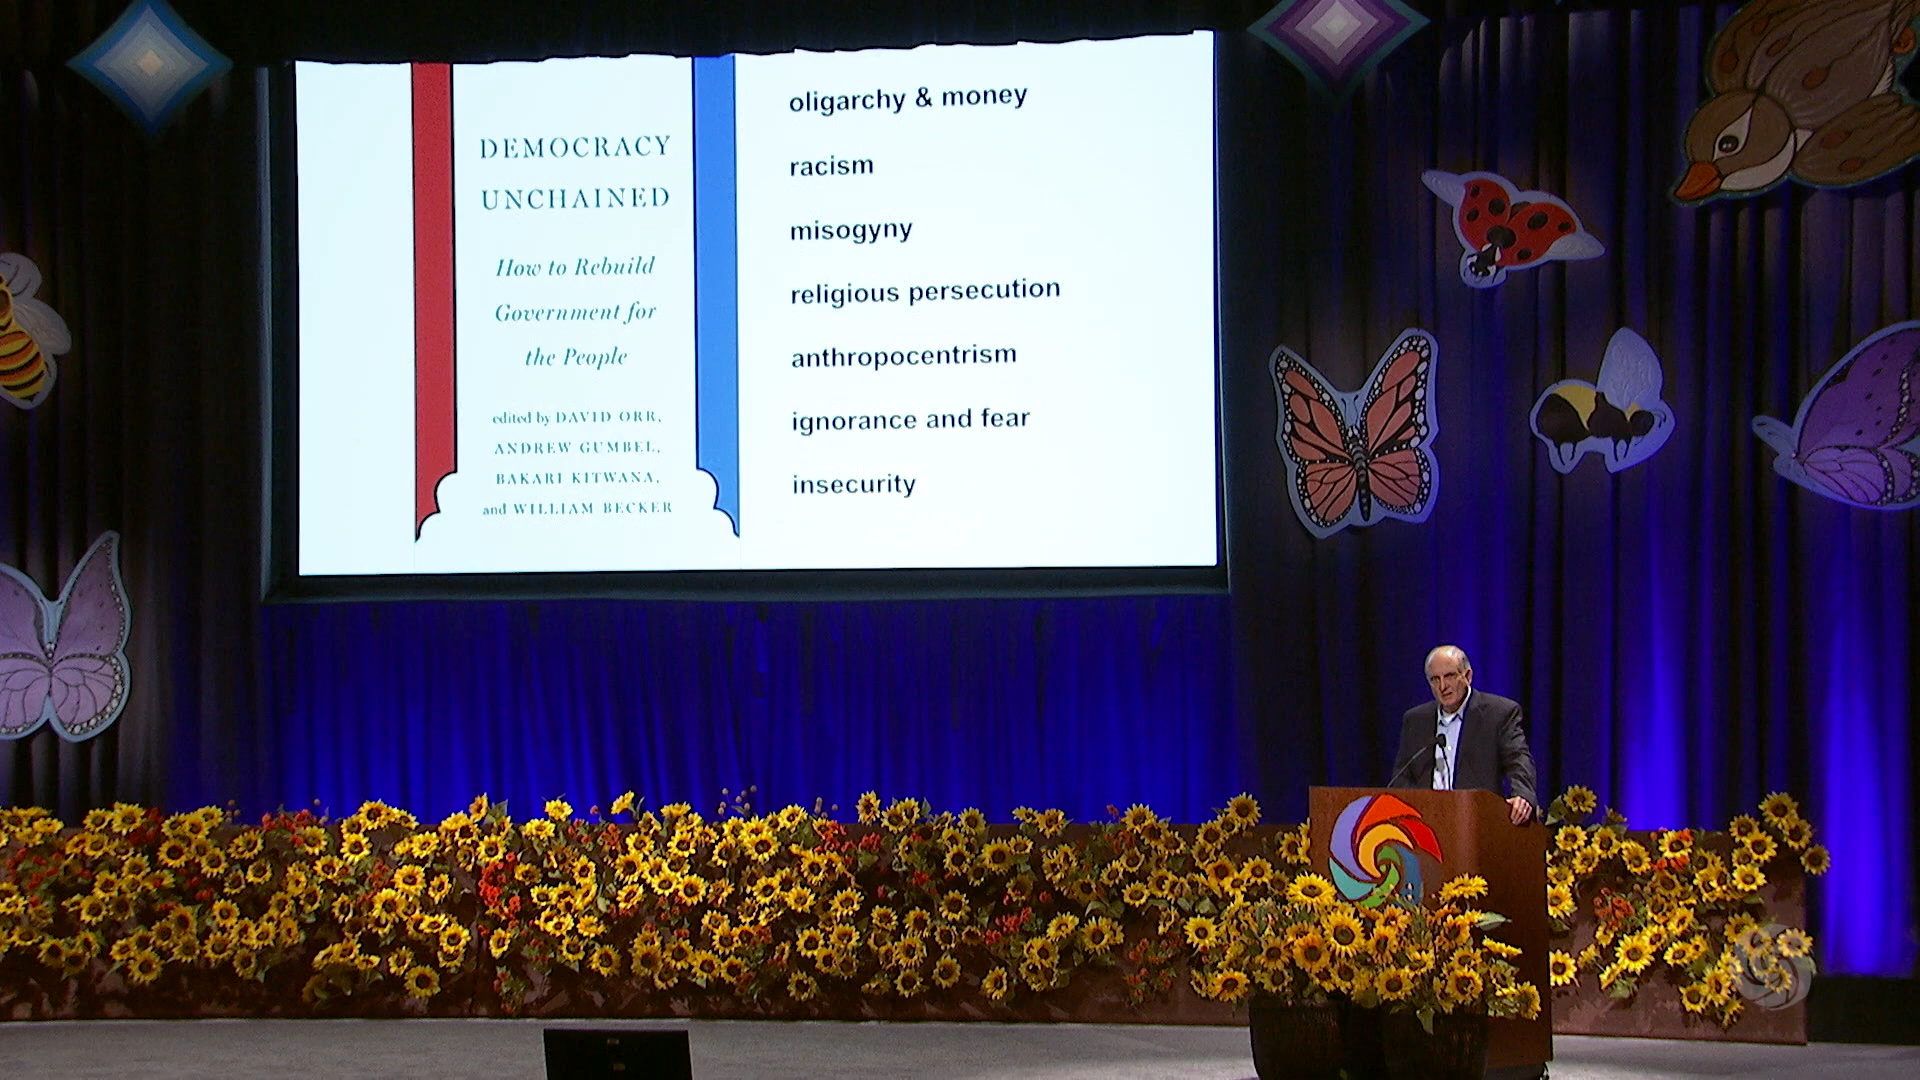 DEMOCRACY
UNCHAINED
How to Rebuild
Government for
the People
edited by DAVID ORR,
ANDREW GUMBEL,
BAKARI KITWANA,
and WILLIAM BECKER
oligarchy & money
racism
misogyny
religious persecution
anthropocentrism
ignorance and fear
insecurity